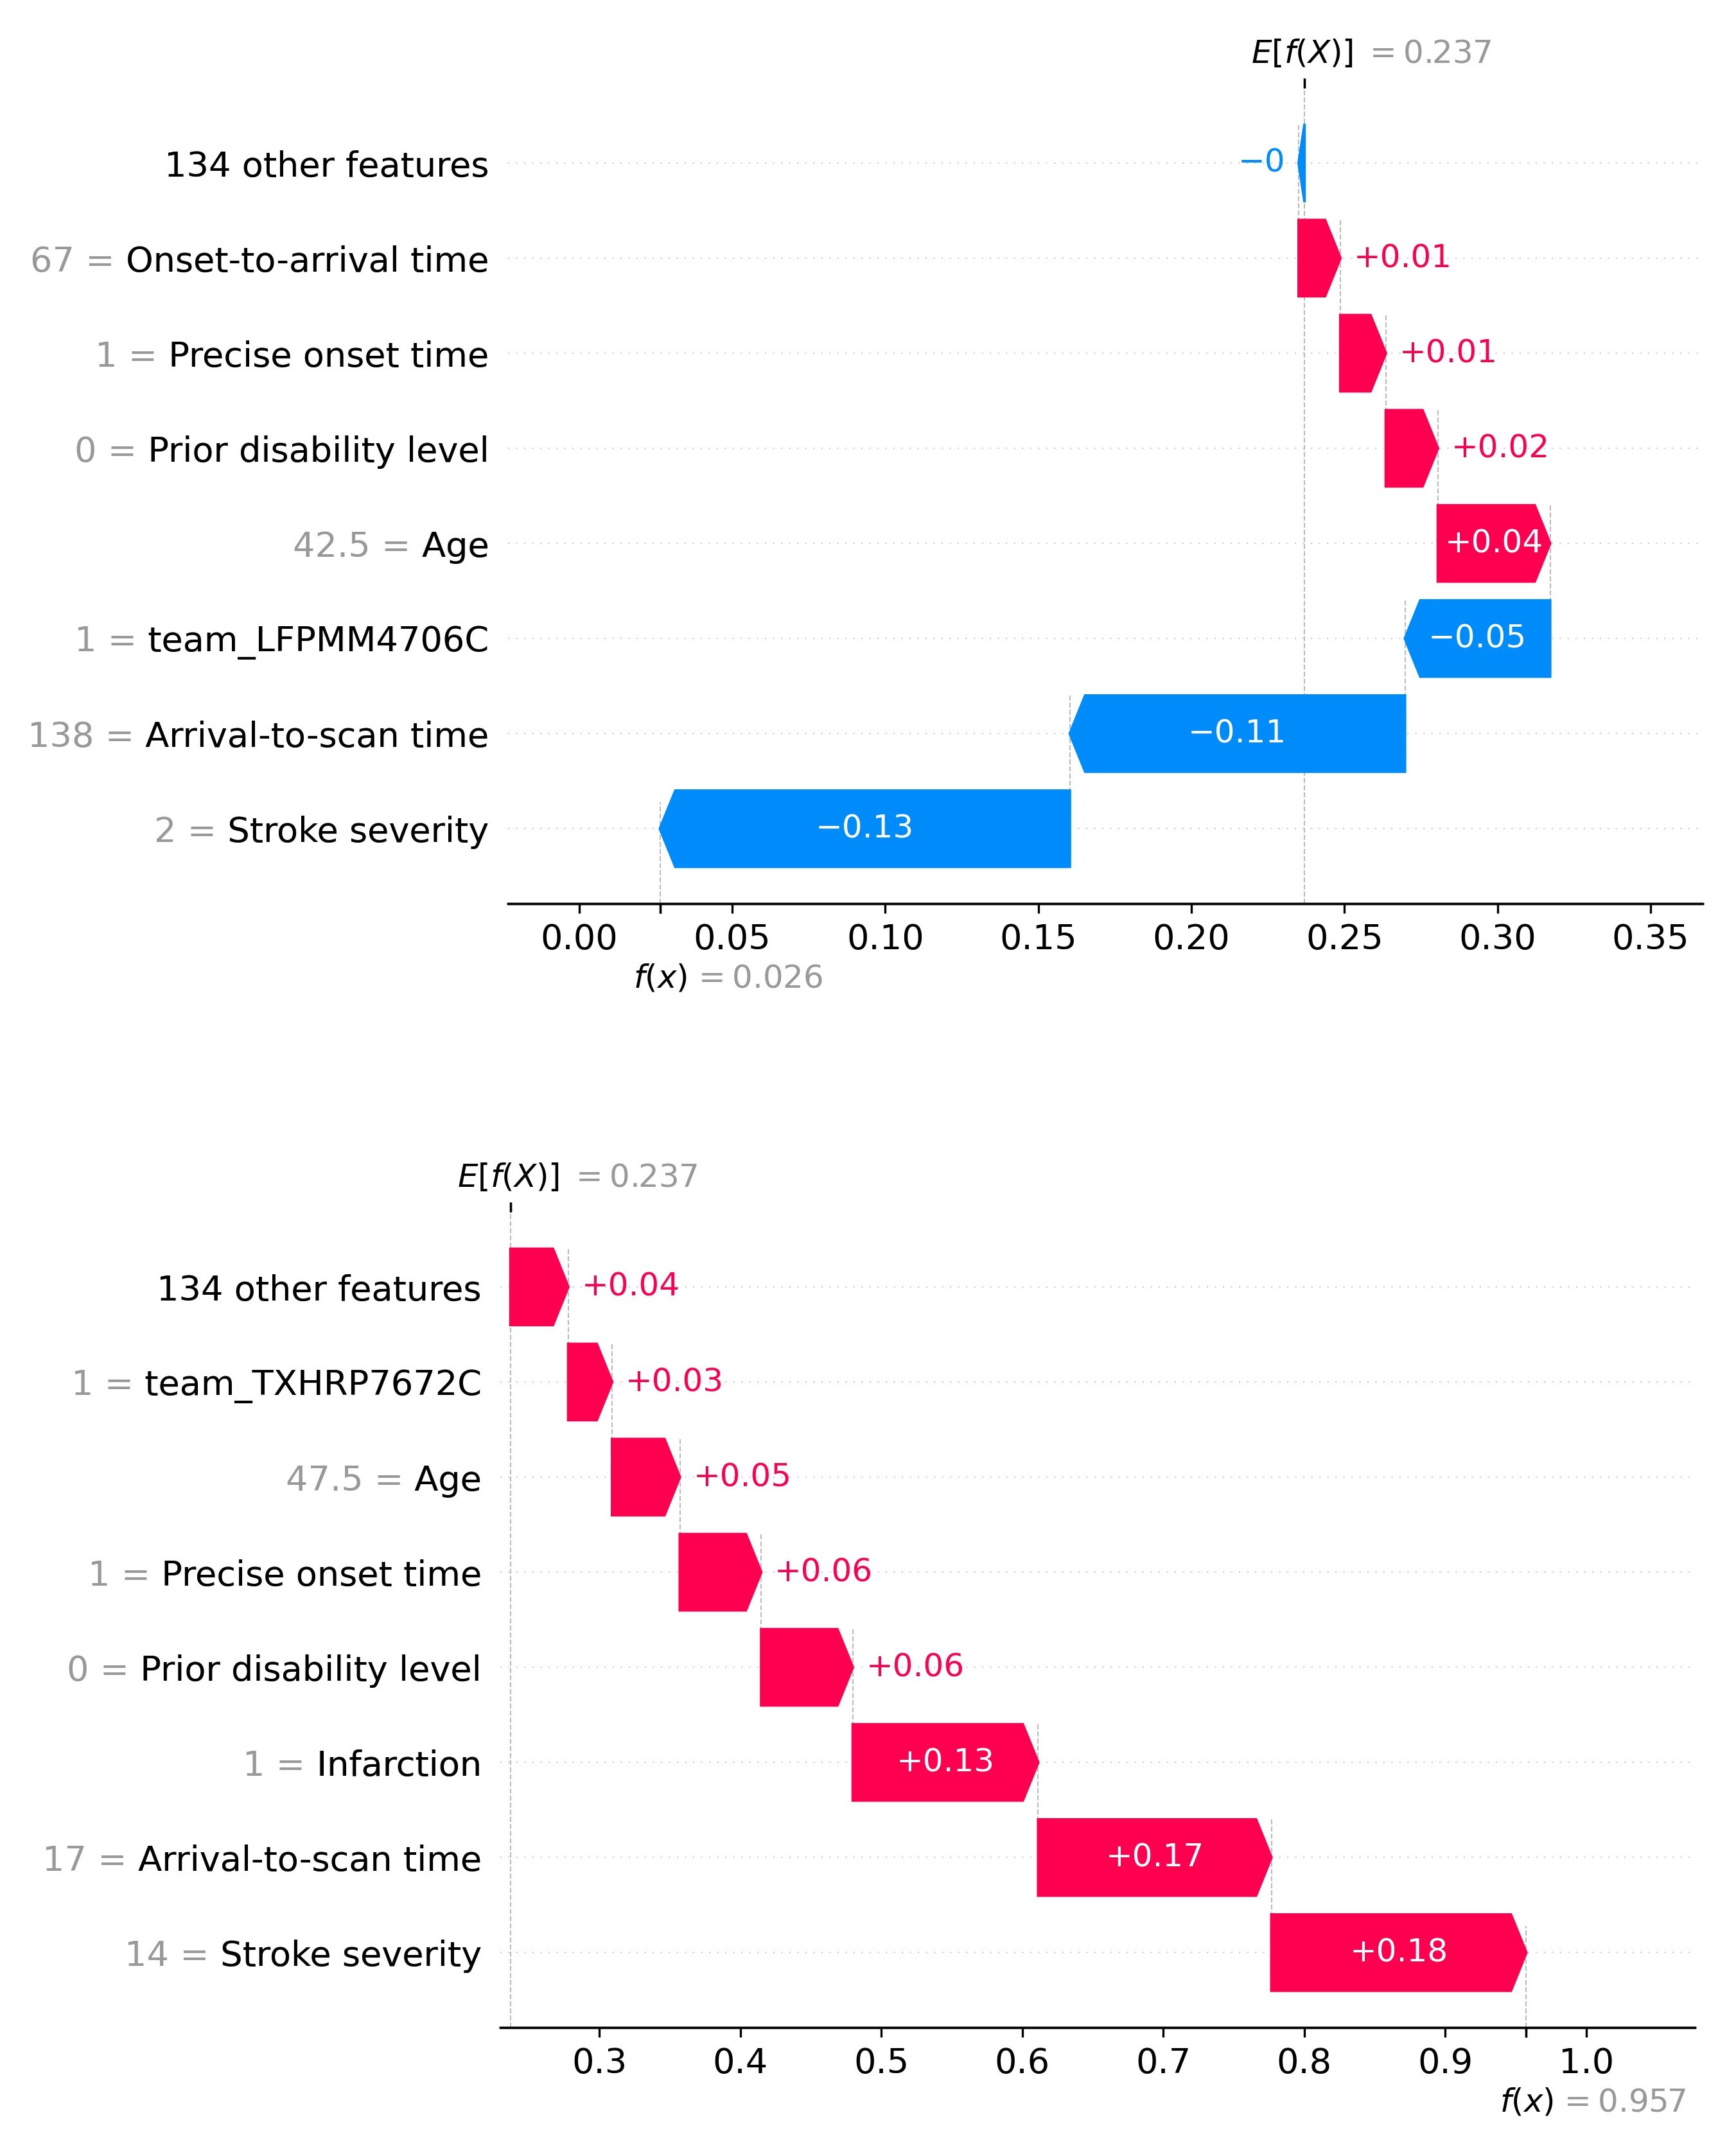 E[f(X)] = 0.237
134 other features −0
67 = Onset-to-arrival time +0.01
1 = Precise onset time +0.01
0 = Prior disability level +0.02
42.5 = Age +0.04
1 = team_LFPMM4706C −0.05
138 = Arrival-to-scan time −0.11
2 = Stroke severity −0.13
0.00 0.05 0.10 0.15 0.20 0.25 0.30 0.35
f(x) = 0.026
E[f(X)] = 0.237
134 other features +0.04
1 = team_TXHRP7672C +0.03
47.5 = Age +0.05
1 = Precise onset time +0.06
0 = Prior disability level +0.06
1 = Infarction +0.13
17 = Arrival-to-scan time +0.17
14 = Stroke severity +0.18
0.3 0.4 0.5 0.6 0.7 0.8 0.9 1.0
f(x) = 0.957